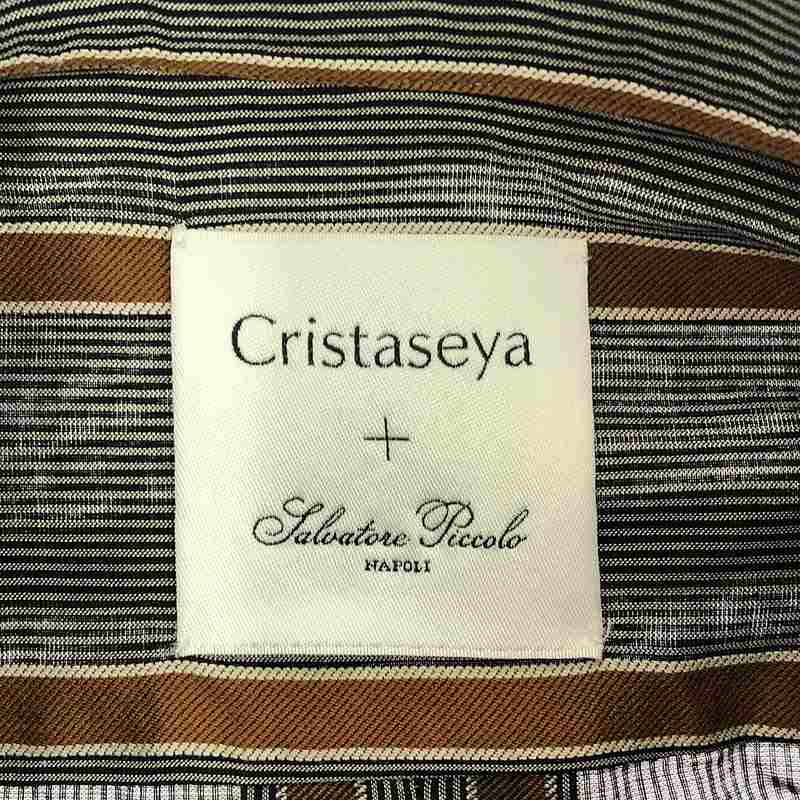 Cristaseya
+
Salvatore Piccolo
NAPOLI